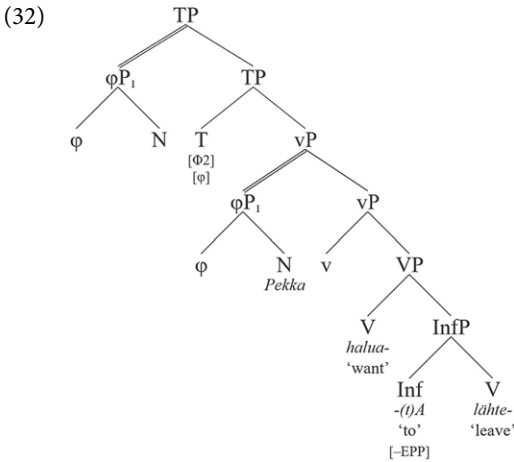 (32)
TP
φP₁ TP
φ N T vP
[Φ2]
[φ]
φP₁ vP
φ N v VP
Pekka
V InfP
halua-
'want' Inf V
-(t)A lähte-
'to' 'leave'
[–EPP]